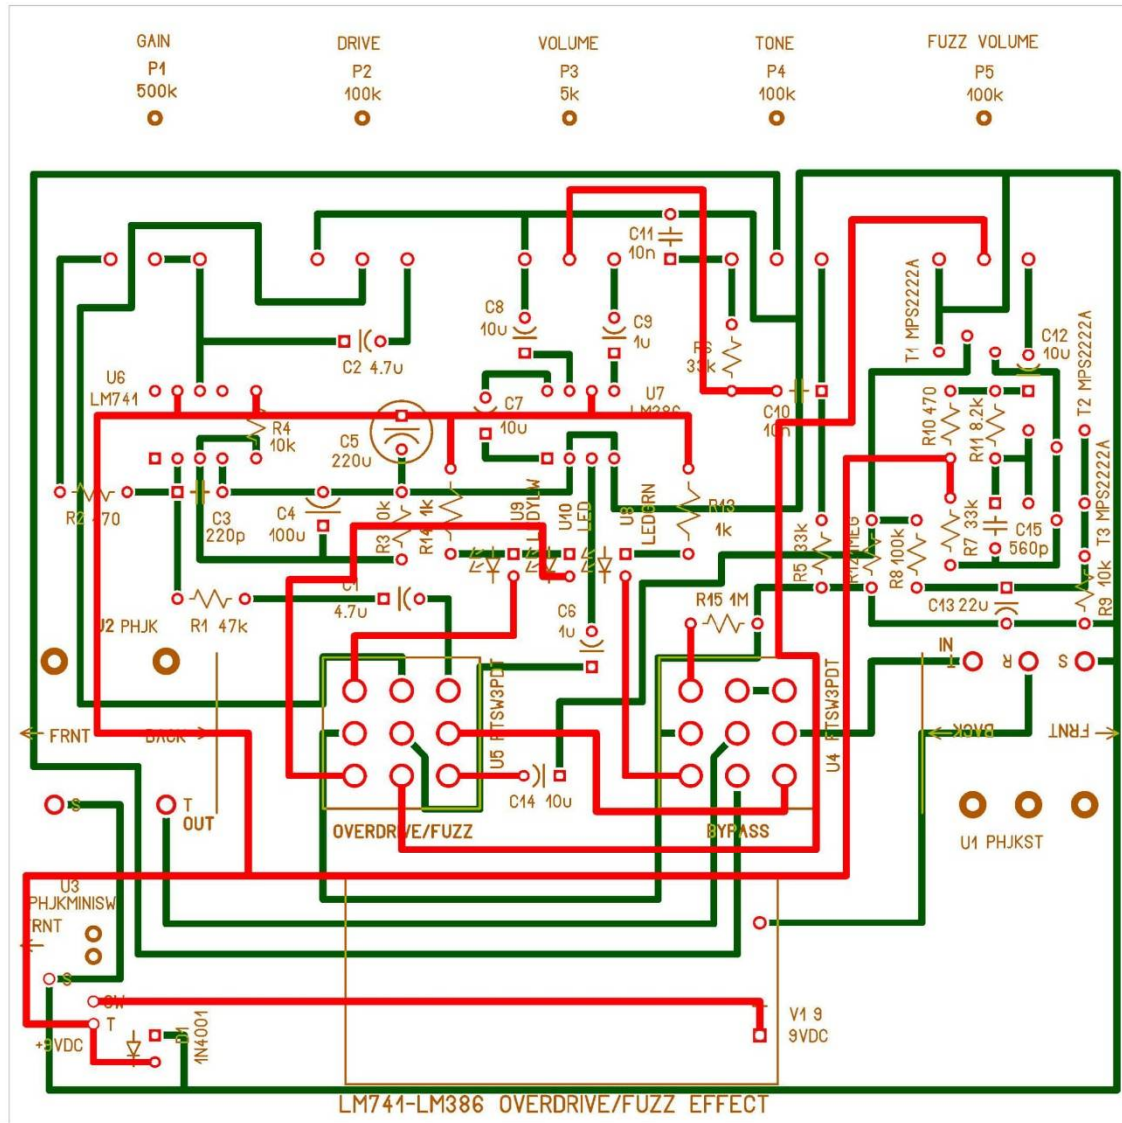 GAIN
P1
500k
DRIVE
P2
100k
VOLUME
P3
5k
TONE
P4
100k
FUZZ VOLUME
P5
100k
C11
10n
C8
10u
C9
1u
C2 4.7u
R6
33k
T1 MPS2222A
C12
10u
T2 MPS2222A
U6
LM741
R4
10k
C5
220u
C7
10u
U7
LM386
C10
10n
R10 470
R11 8.2k
T3 MPS2222A
R2 470
C3
220p
C4
100u
R3
R14 1k
U9
LEDYLW
U10
LED
U8
LEDGRN
R13
1k
R5 33k
R12 1MEG
R8 100k
R7 33k
C15
560p
R9 10k
C1
4.7u
U2 PHJK
R1 47k
C6
1u
R15 1M
C13 22u
IN
T
R
S
FRNT
BACK
U5 FTSW3PDT
U4 FTSW3PDT
BACK
FRNT
S
T
OUT
C14 10u
OVERDRIVE/FUZZ
BYPASS
U1 PHJKST
U3
PHJKMINISW
FRNT
S
SW
T
+9VDC
D1
1N4001
V1 9
9VDC
LM741-LM386 OVERDRIVE/FUZZ EFFECT